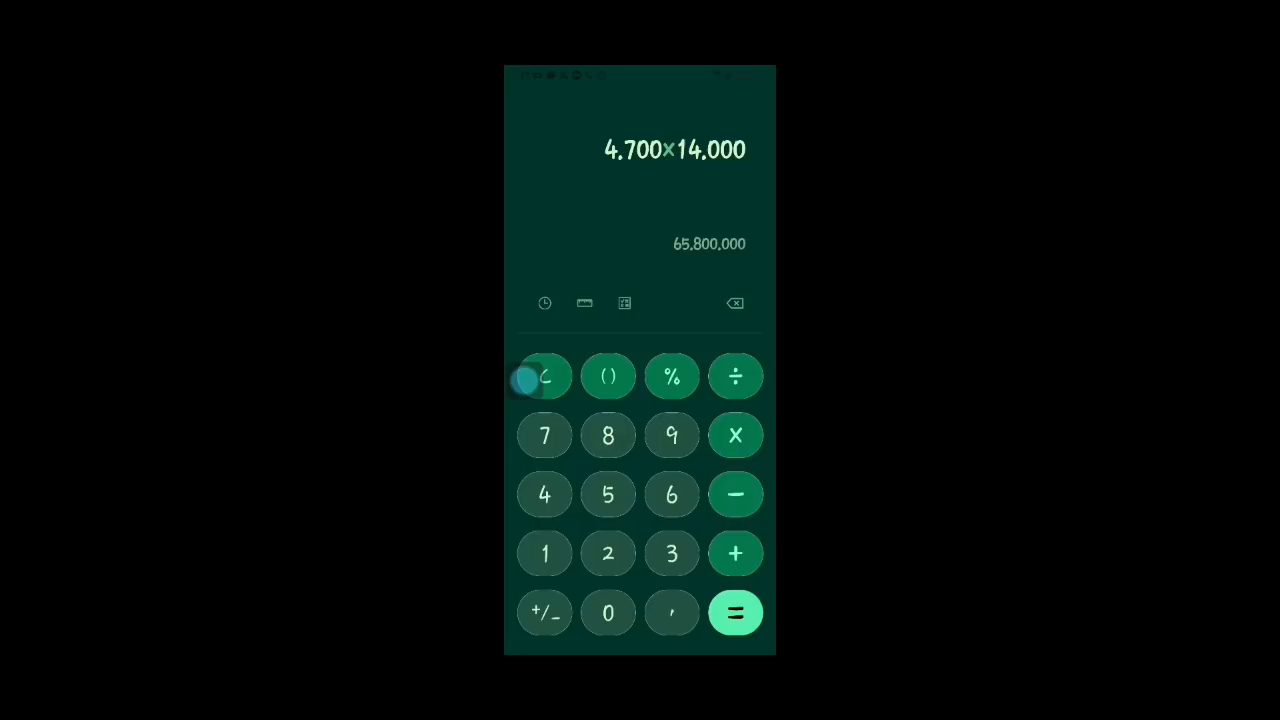 4.700×14.000
65.800.000
C () % ÷
7 8 9 ×
4 5 6 −
1 2 3 +
+/− 0 , =